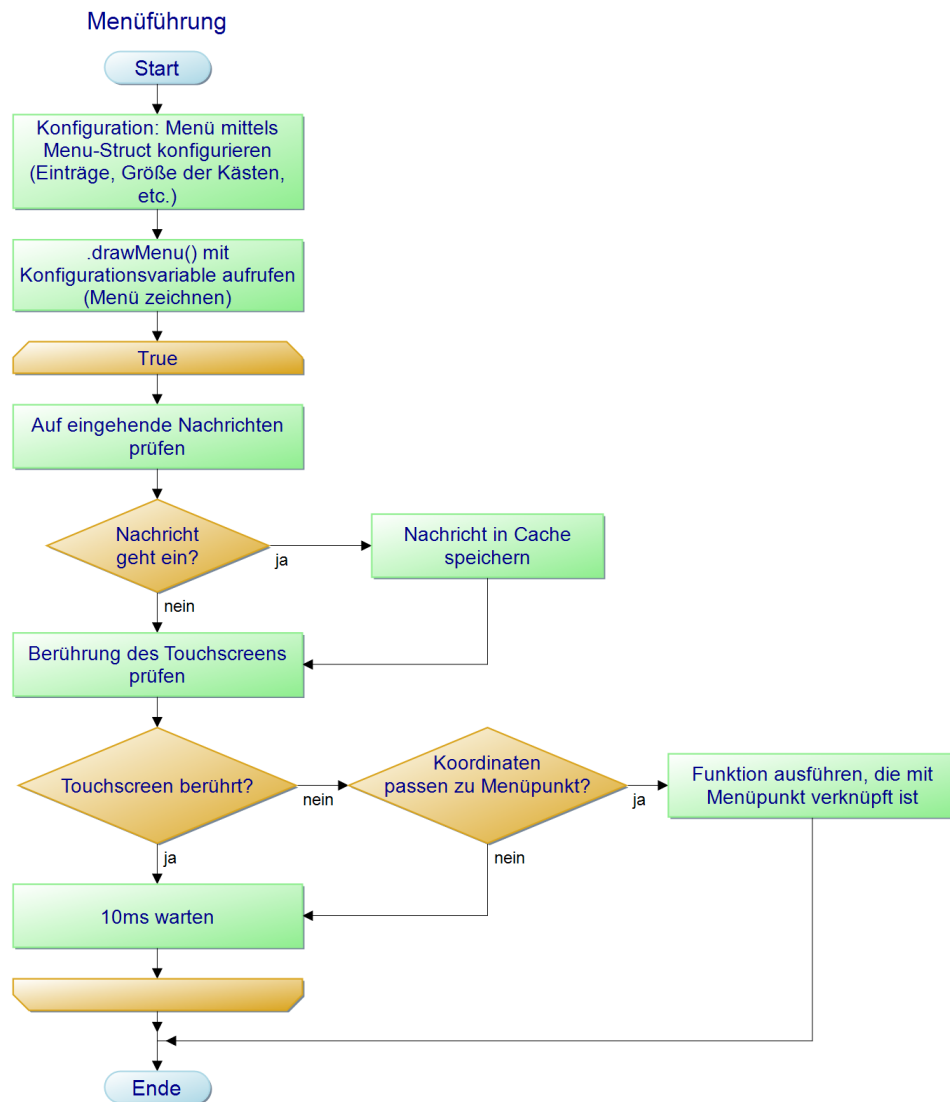 Menüführung
Start
Konfiguration: Menü mittels
Menu-Struct konfigurieren
(Einträge, Größe der Kästen,
etc.)
.drawMenu() mit
Konfigurationsvariable aufrufen
(Menü zeichnen)
True
Auf eingehende Nachrichten
prüfen
Nachricht
geht ein?
ja
Nachricht in Cache
speichern
nein
Berührung des Touchscreens
prüfen
Touchscreen berührt?
nein
Koordinaten
passen zu Menüpunkt?
ja
Funktion ausführen, die mit
Menüpunkt verknüpft ist
ja
nein
10ms warten
Ende